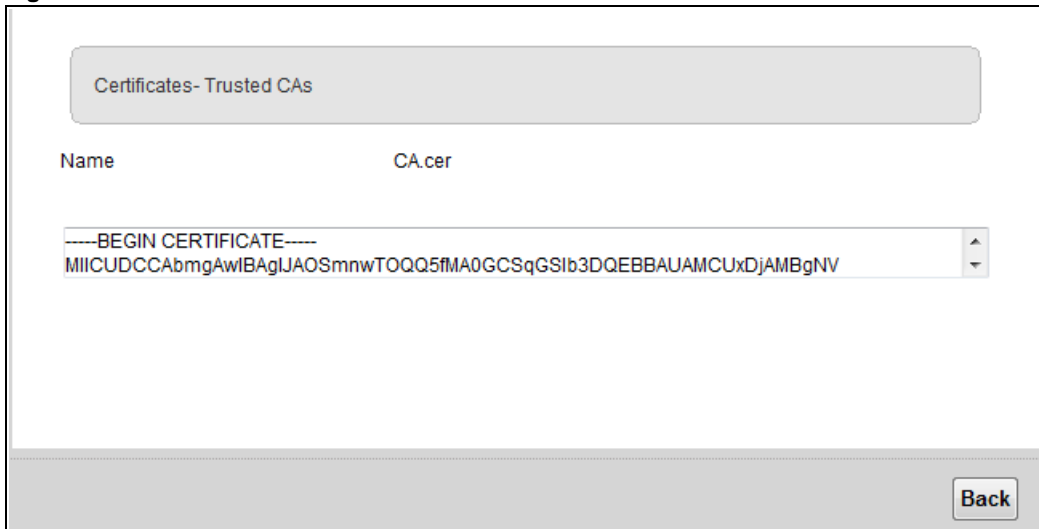 Certificates- Trusted CAs
Name CA.cer
-----BEGIN CERTIFICATE-----
MIICUDCCAbmgAwIBAgIJAOSmnwTOQQ5fMA0GCSqGSIb3DQEBBAUAMCUxDjAMBgNV
Back